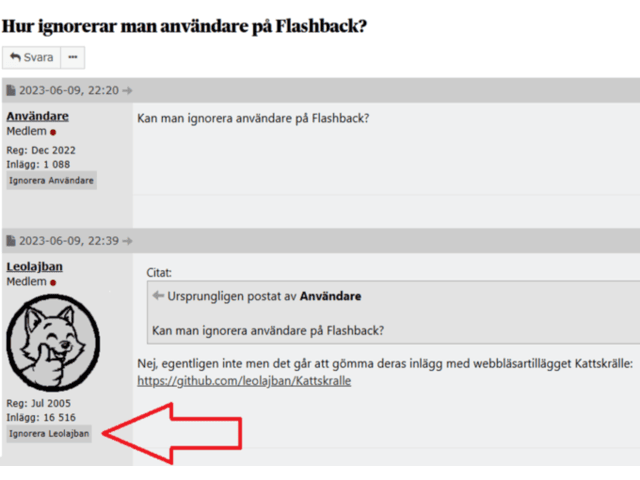 Hur ignorerar man användare på Flashback?
Svara
2023-06-09, 22:20
Användare
Medlem
Reg: Dec 2022
Inlägg: 1 088
Ignorera Användare
Kan man ignorera användare på Flashback?
2023-06-09, 22:39
Leolajban
Medlem
Reg: Jul 2005
Inlägg: 16 516
Ignorera Leolajban
Citat:
Ursprungligen postat av Användare
Kan man ignorera användare på Flashback?
Nej, egentligen inte men det går att gömma deras inlägg med webbläsartillägget Kattskrälle:
https://github.com/leolajban/Kattskralle